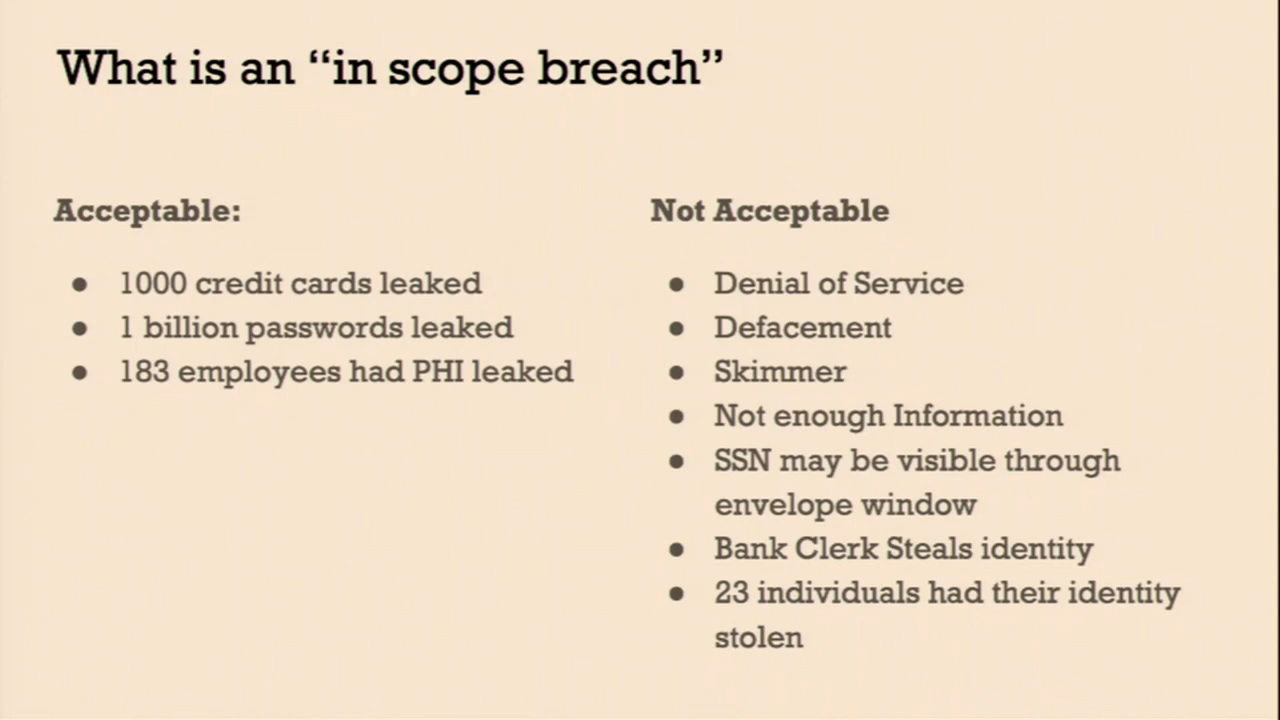 What is an “in scope breach”
Acceptable:
● 1000 credit cards leaked
● 1 billion passwords leaked
● 183 employees had PHI leaked
Not Acceptable
● Denial of Service
● Defacement
● Skimmer
● Not enough Information
● SSN may be visible through
envelope window
● Bank Clerk Steals identity
● 23 individuals had their identity
stolen